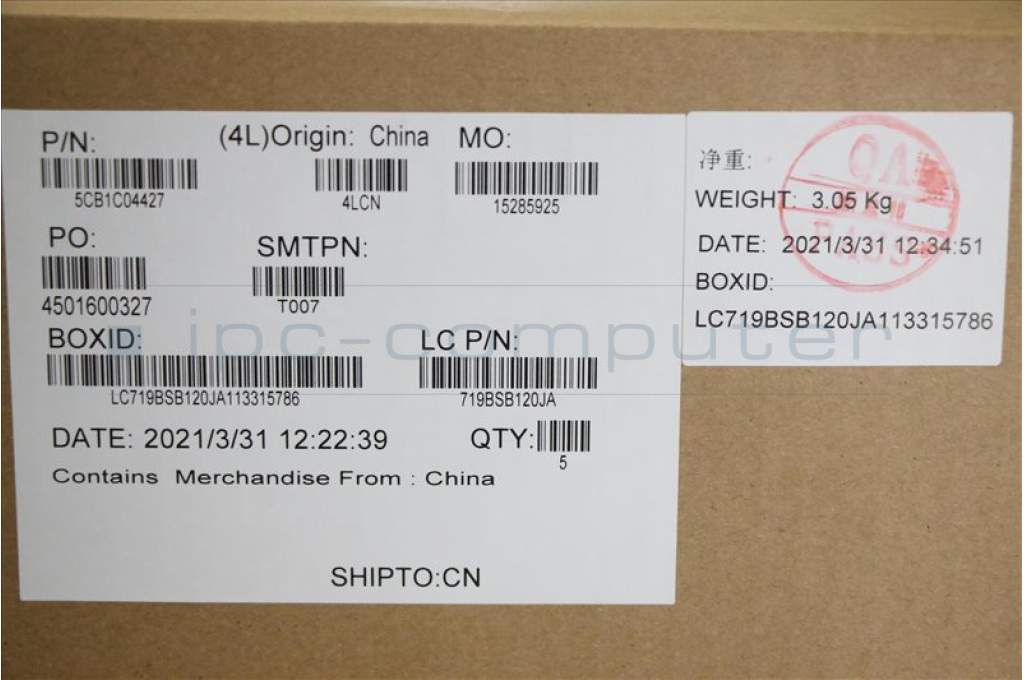 P/N:
(4L)Origin: China
MO:
5CB1C04427
4LCN
15285925
PO:
SMTPN:
4501600327
T007
BOXID:
LC P/N:
LC719BSB120JA113315786
719BSB120JA
DATE: 2021/3/31 12:22:39
QTY:
5
Contains Merchandise From : China
SHIPTO:CN
净重:
WEIGHT: 3.05 Kg
DATE: 2021/3/31 12:34:51
BOXID:
LC719BSB120JA113315786
ipc-computer